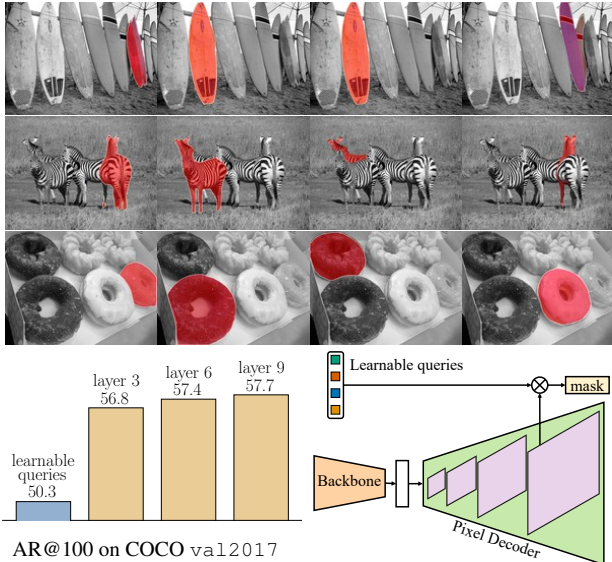 layer 3
56.8
layer 6
57.4
layer 9
57.7
learnable
queries
50.3
AR@100 on COCO val2017
Learnable queries
mask
Backbone
Pixel Decoder